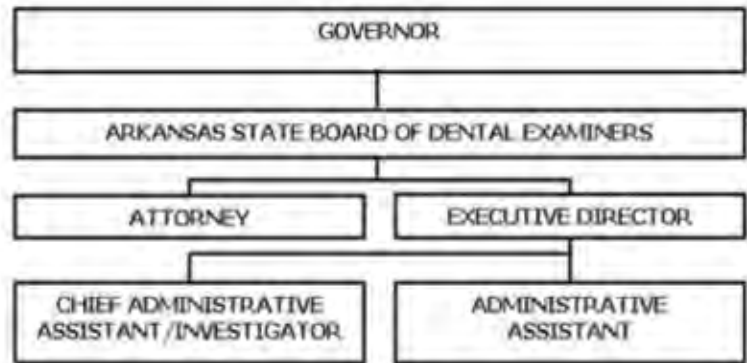 GOVERNOR
ARKANSAS STATE BOARD OF DENTAL EXAMINERS
ATTORNEY
EXECUTIVE DIRECTOR
CHIEF ADMINISTRATIVE
ASSISTANT/INVESTIGATOR
ADMINISTRATIVE
ASSISTANT